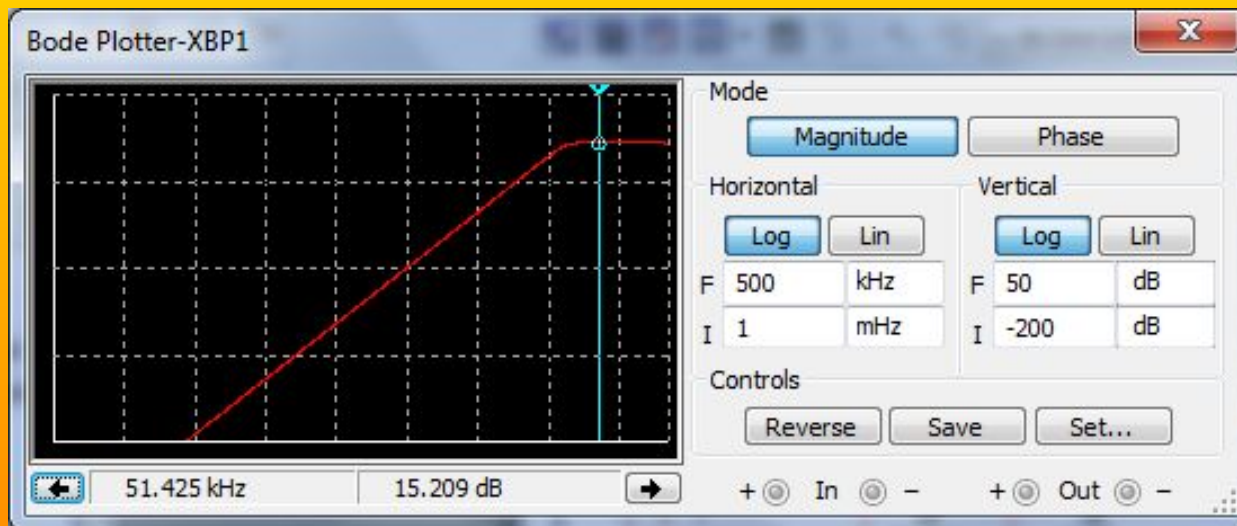 Bode Plotter-XBP1
X
Mode
Magnitude Phase
Horizontal Vertical
Log Lin Log Lin
F 500 kHz F 50 dB
I 1 mHz I -200 dB
Controls
Reverse Save Set...
51.425 kHz 15.209 dB + In - + Out -